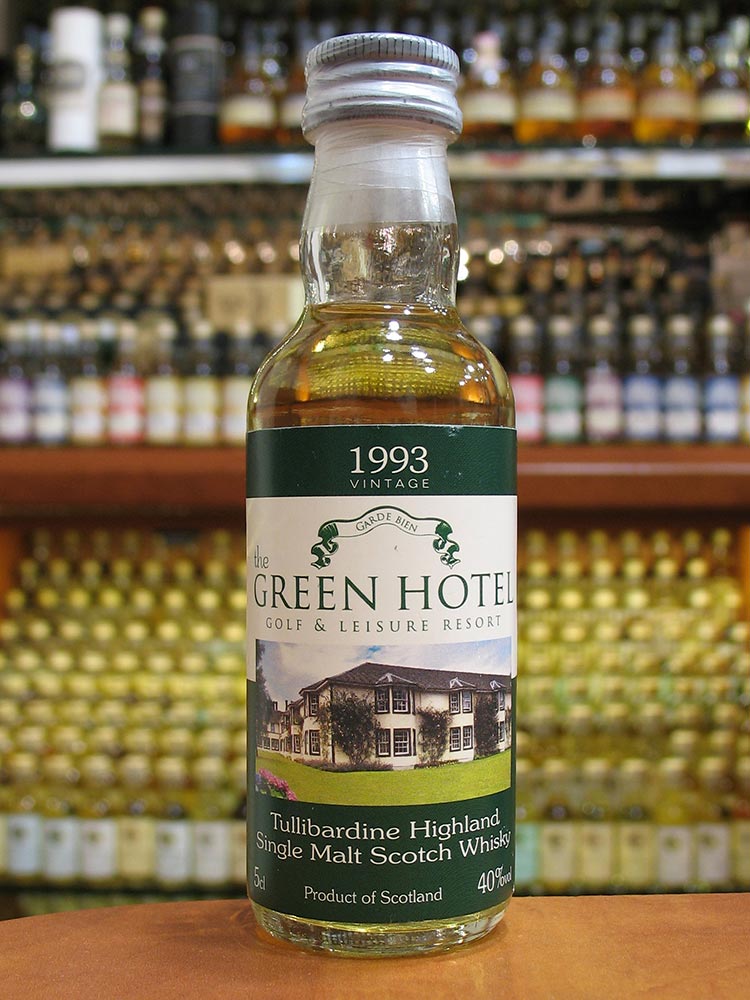 1993
VINTAGE
GARDE BIEN
the
GREEN HOTEL
GOLF & LEISURE RESORT
Tullibardine Highland
Single Malt Scotch Whisky
5cl
Product of Scotland
40%vol